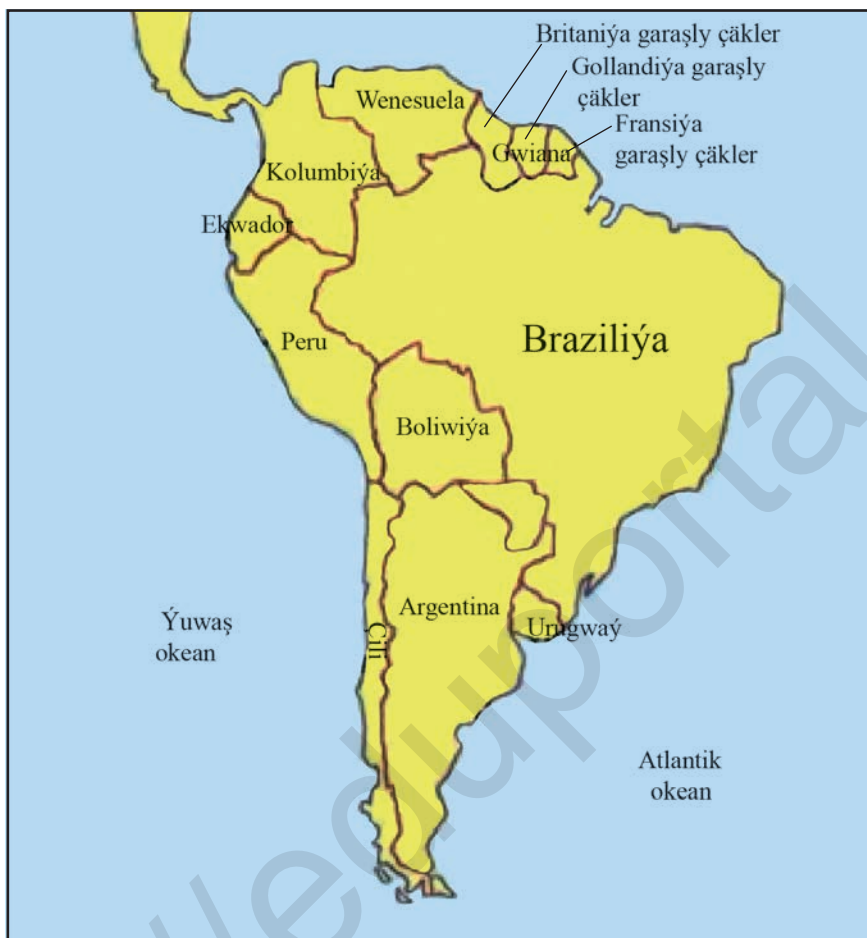 Britaniýa garaşly çäkler
Gollandiýa garaşly
çäkler
Fransiýa
garaşly çäkler
Wenesuela
Gwiana
Kolumbiýa
Ekwador
Peru
Braziliýa
Boliwiýa
Argentina
Urugwaý
Çili
Ýuwaş
okean
Atlantik
okean
//eduportal